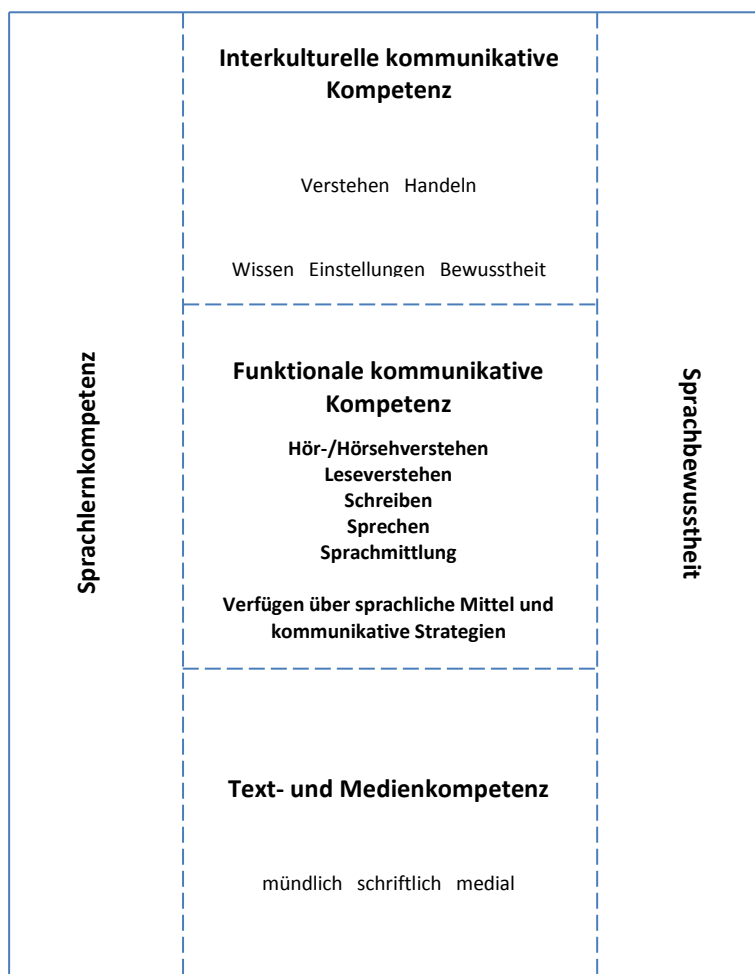 Interkulturelle kommunikative
Kompetenz
Verstehen Handeln
Wissen Einstellungen Bewusstheit
Sprachlernkompetenz
Funktionale kommunikative
Kompetenz
Hör-/Hörsehverstehen
Leseverstehen
Schreiben
Sprechen
Sprachmittlung
Verfügen über sprachliche Mittel und
kommunikative Strategien
Sprachbewusstheit
Text- und Medienkompetenz
mündlich schriftlich medial